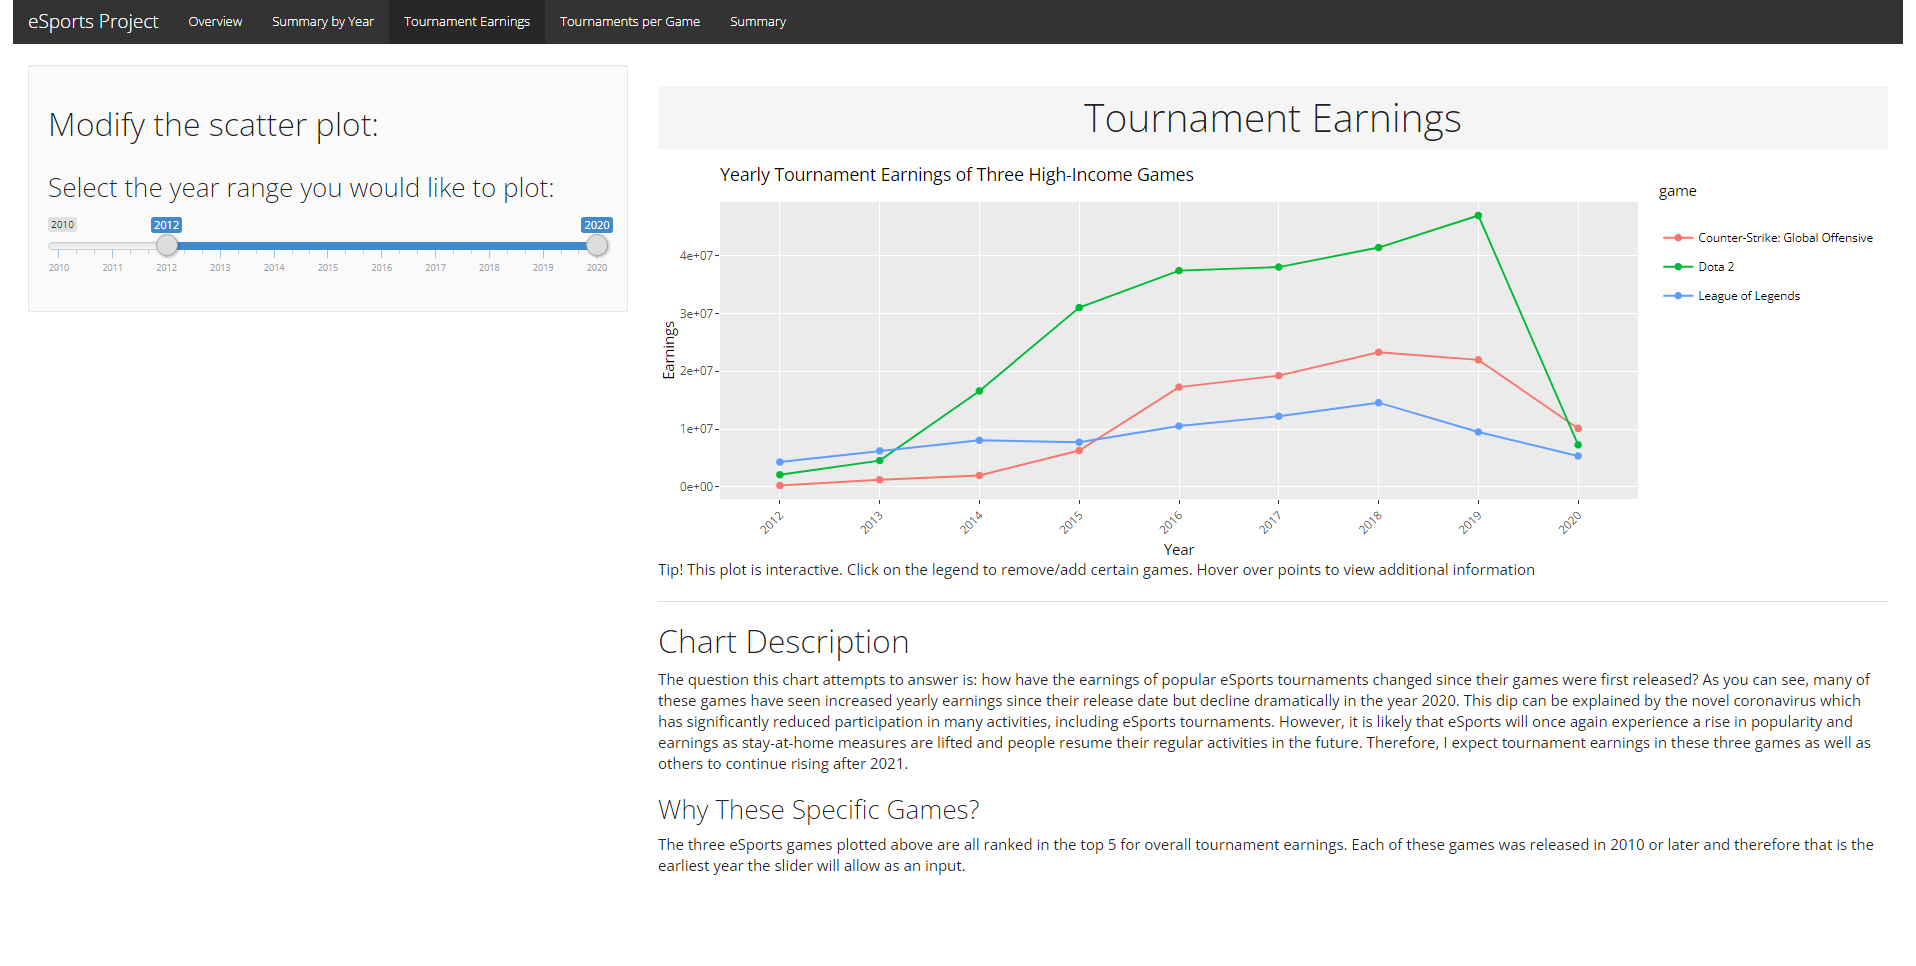 eSports Project Overview Summary by Year Tournament Earnings Tournaments per Game Summary
Modify the scatter plot:
Select the year range you would like to plot:
2010 2012 2020
2010 2011 2012 2013 2014 2015 2016 2017 2018 2019 2020
Tournament Earnings
Yearly Tournament Earnings of Three High-Income Games
game
Counter-Strike: Global Offensive
Dota 2
League of Legends
Earnings
4e+07
3e+07
2e+07
1e+07
0e+00
2012 2013 2014 2015 2016 2017 2018 2019 2020
Year
Tip! This plot is interactive. Click on the legend to remove/add certain games. Hover over points to view additional information
Chart Description
The question this chart attempts to answer is: how have the earnings of popular eSports tournaments changed since their games were first released? As you can see, many of
these games have seen increased yearly earnings since their release date but decline dramatically in the year 2020. This dip can be explained by the novel coronavirus which
has significantly reduced participation in many activities, including eSports tournaments. However, it is likely that eSports will once again experience a rise in popularity and
earnings as stay-at-home measures are lifted and people resume their regular activities in the future. Therefore, I expect tournament earnings in these three games as well as
others to continue rising after 2021.
Why These Specific Games?
The three eSports games plotted above are all ranked in the top 5 for overall tournament earnings. Each of these games was released in 2010 or later and therefore that is the
earliest year the slider will allow as an input.